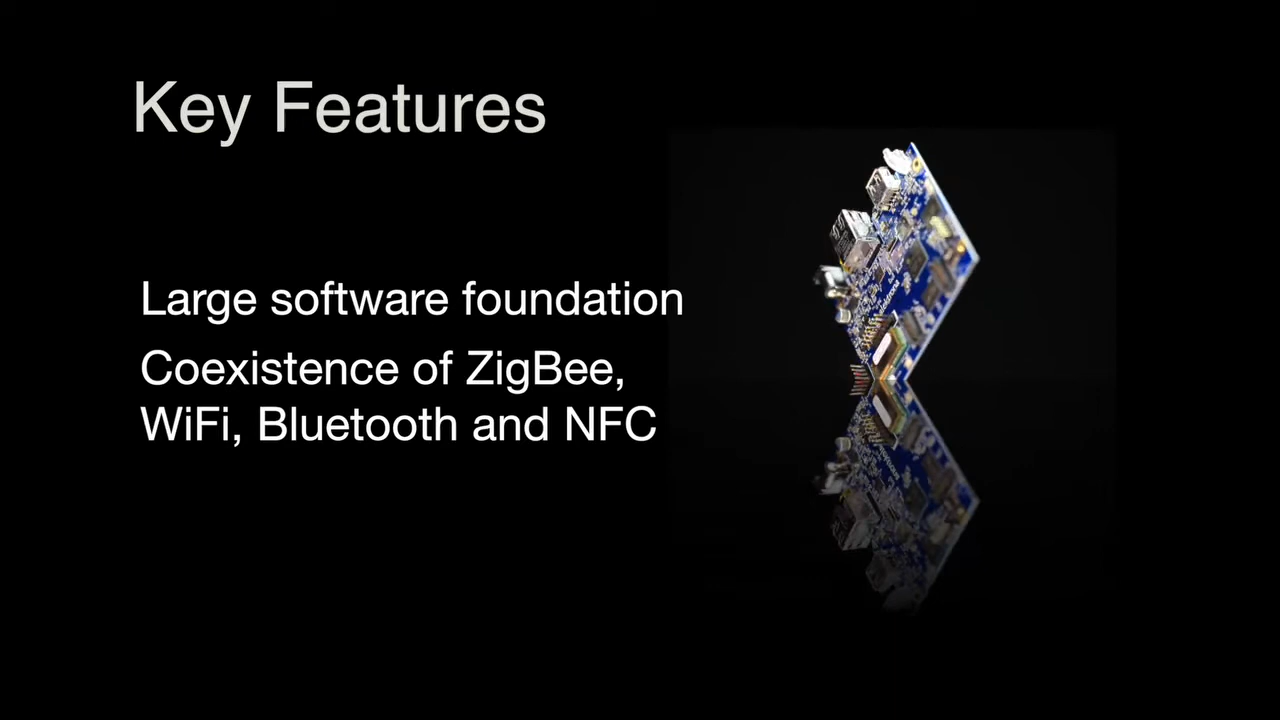 Key Features
Large software foundation
Coexistence of ZigBee,
WiFi, Bluetooth and NFC